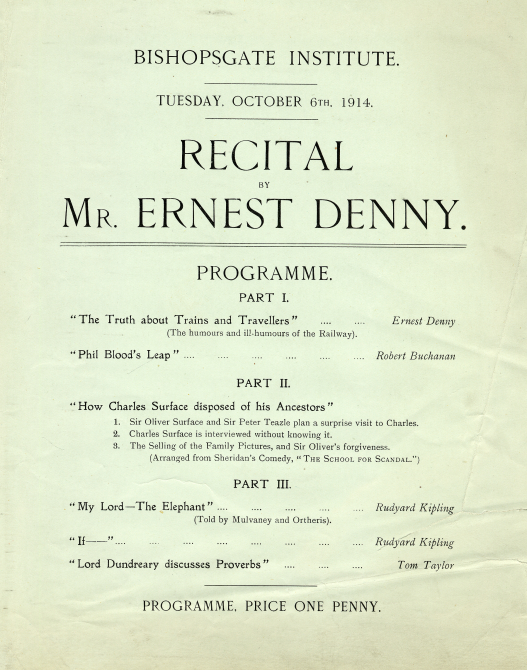 BISHOPSGATE INSTITUTE.
TUESDAY, OCTOBER 6TH, 1914.
RECITAL
BY
MR. ERNEST DENNY.
PROGRAMME.
PART I.
"The Truth about Trains and Travellers" .... .... Ernest Denny
(The humours and ill-humours of the Railway).
"Phil Blood's Leap" .... .... .... .... .... .... Robert Buchanan
PART II.
"How Charles Surface disposed of his Ancestors"
1. Sir Oliver Surface and Sir Peter Teazle plan a surprise visit to Charles.
2. Charles Surface is interviewed without knowing it.
3. The Selling of the Family Pictures, and Sir Oliver's forgiveness.
(Arranged from Sheridan's Comedy, "THE SCHOOL FOR SCANDAL.")
PART III.
"My Lord—The Elephant" .... .... .... .... .... Rudyard Kipling
(Told by Mulvaney and Ortheris).
"If——".... .... .... .... .... .... .... .... Rudyard Kipling
"Lord Dundreary discusses Proverbs" .... .... .... Tom Taylor
PROGRAMME, PRICE ONE PENNY.